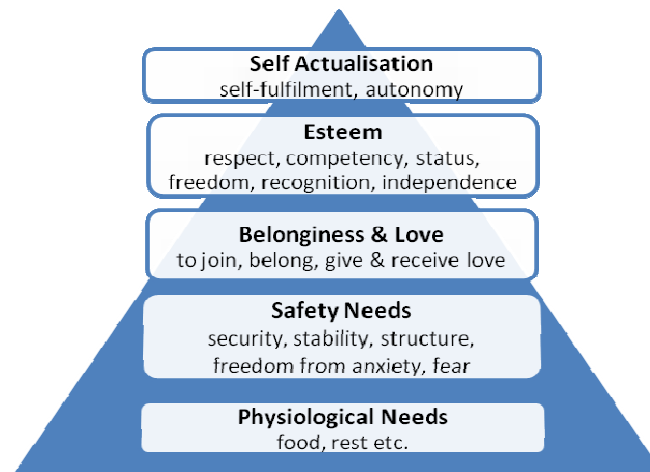 Self Actualisation
self-fulfilment, autonomy
Esteem
respect, competency, status,
freedom, recognition, independence
Belonginess & Love
to join, belong, give & receive love
Safety Needs
security, stability, structure,
freedom from anxiety, fear
Physiological Needs
food, rest etc.